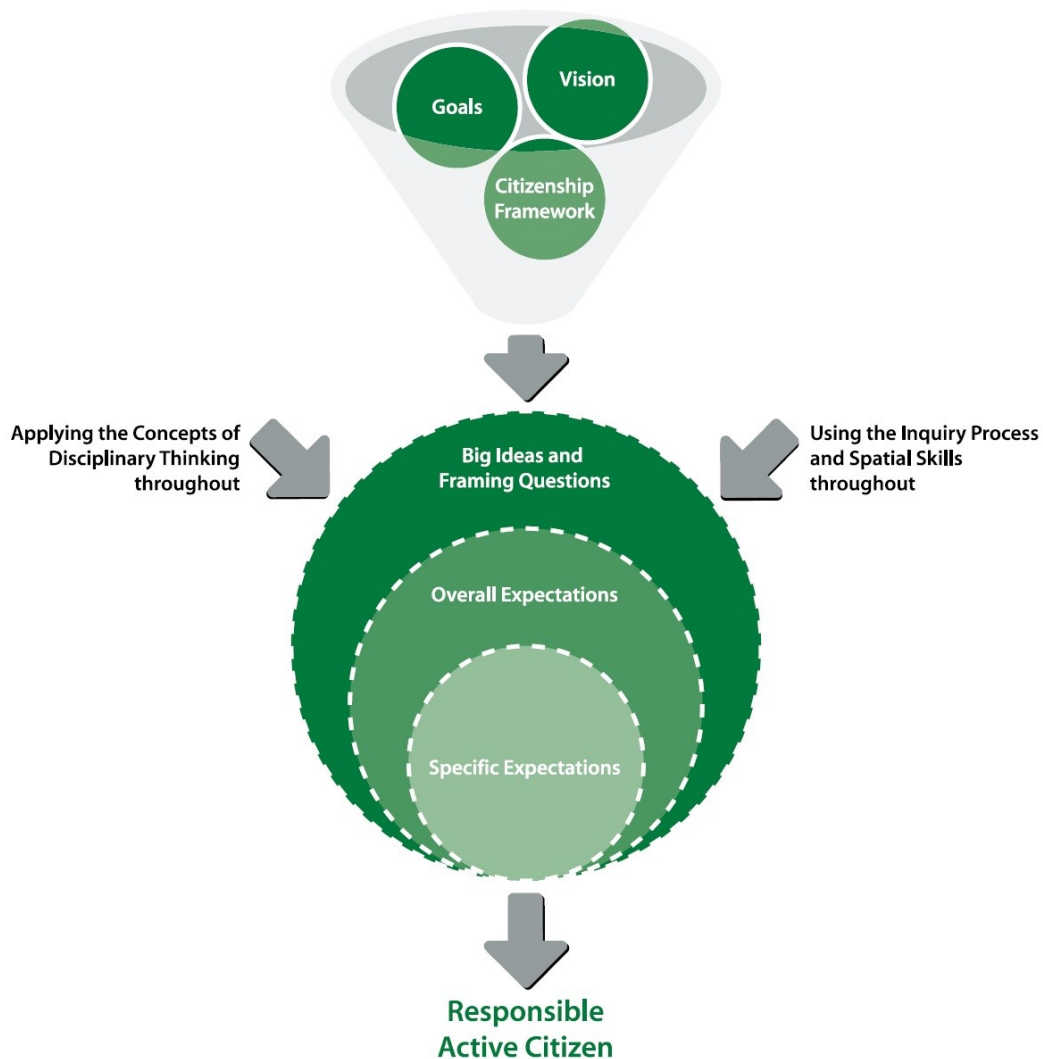 Vision
Goals
Citizenship
Framework
Applying the Concepts of
Disciplinary Thinking
throughout
Using the Inquiry Process
and Spatial Skills
throughout
Big Ideas and
Framing Questions
Overall Expectations
Specific Expectations
Responsible
Active Citizen